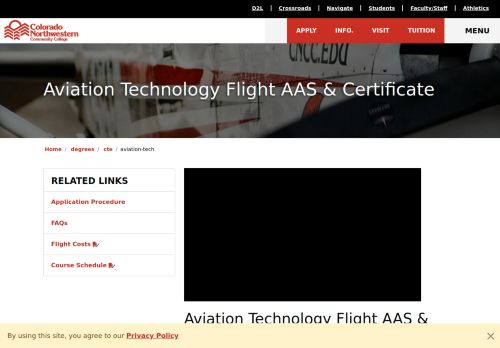 D2L | Crossroads | Navigate | Students | Faculty/Staff | Athletics
Colorado
Northwestern
Community College
APPLY INFO. VISIT TUITION MENU
CNCC.EDU
Aviation Technology Flight AAS & Certificate
Home / degrees / cte / aviation-tech
RELATED LINKS
Application Procedure
FAQs
Flight Costs
Course Schedule
Aviation Technology Flight AAS &
By using this site, you agree to our Privacy Policy
×